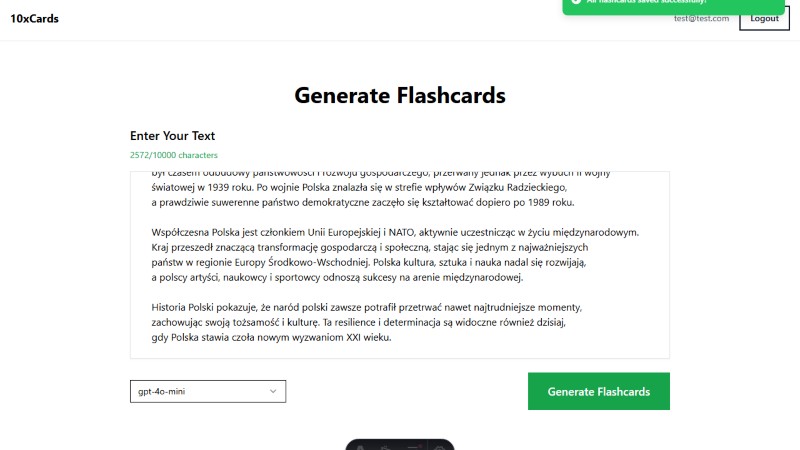 10xCards
All flashcards saved successfully!
test@test.com
Logout
Generate Flashcards
Enter Your Text
2572/10000 characters
był czasem odbudowy państwowości i rozwoju gospodarczego, przerwany jednak przez wybuch II wojny
światowej w 1939 roku. Po wojnie Polska znalazła się w strefie wpływów Związku Radzieckiego,
a prawdziwie suwerenne państwo demokratyczne zaczęło się kształtować dopiero po 1989 roku.
Współczesna Polska jest członkiem Unii Europejskiej i NATO, aktywnie uczestnicząc w życiu międzynarodowym.
Kraj przeszedł znaczącą transformację gospodarczą i społeczną, stając się jednym z najważniejszych
państw w regionie Europy Środkowo-Wschodniej. Polska kultura, sztuka i nauka nadal się rozwijają,
a polscy artyści, naukowcy i sportowcy odnoszą sukcesy na arenie międzynarodowej.
Historia Polski pokazuje, że naród polski zawsze potrafił przetrwać nawet najtrudniejsze momenty,
zachowując swoją tożsamość i kulturę. Ta resilience i determinacja są widoczne również dzisiaj,
gdy Polska stawia czoła nowym wyzwaniom XXI wieku.
gpt-4o-mini
Generate Flashcards